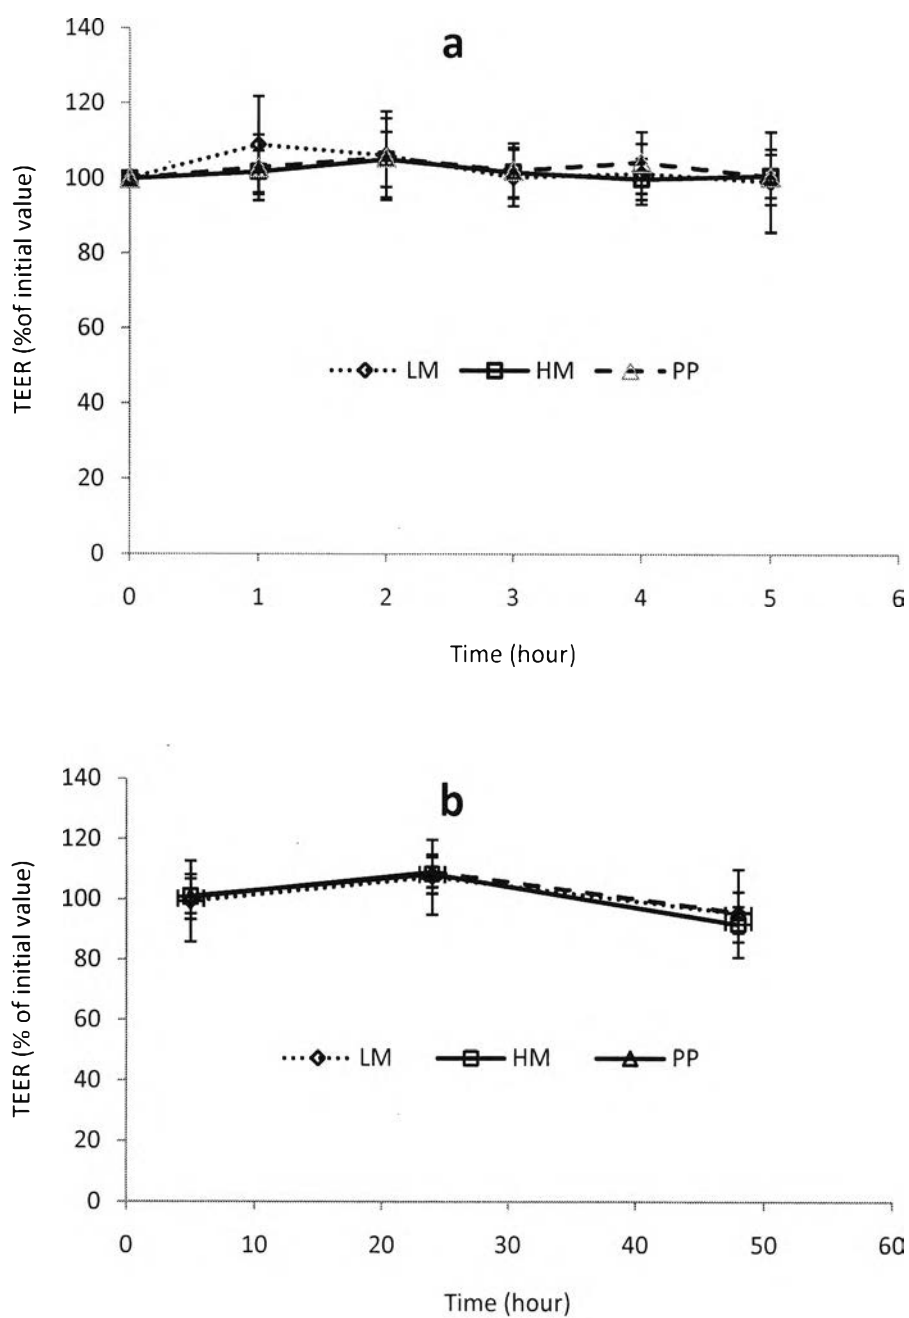 a
140
120
100
80
60
40
20
0
TEER (%of initial value)
LM HM PP
0 1 2 3 4 5 6
Time (hour)
b
140
120
100
80
60
40
20
0
TEER (% of initial value)
LM HM PP
0 10 20 30 40 50 60
Time (hour)